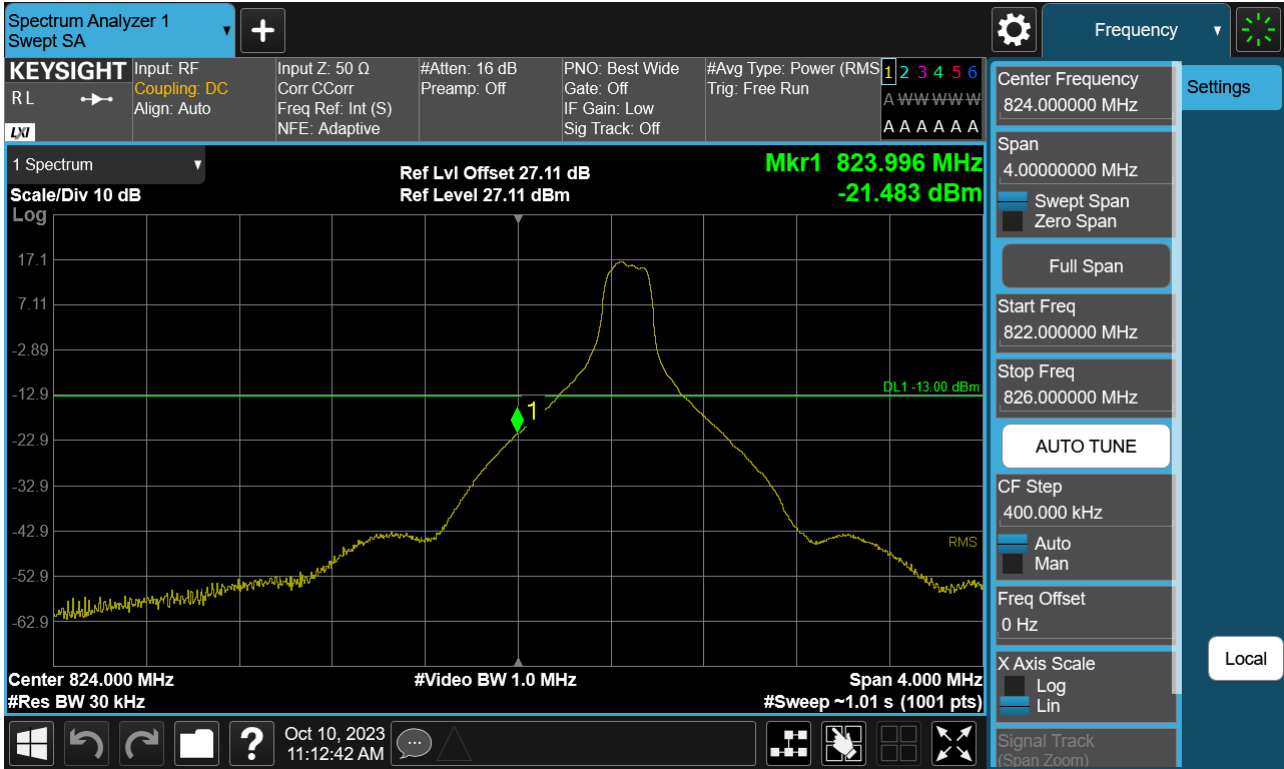 Spectrum Analyzer 1
Swept SA
Frequency
KEYSIGHT
R L
LXI
Input: RF
Coupling: DC
Align: Auto
Input Z: 50 Ω
Corr CCorr
Freq Ref: Int (S)
NFE: Adaptive
#Atten: 16 dB
Preamp: Off
PNO: Best Wide
Gate: Off
IF Gain: Low
Sig Track: Off
#Avg Type: Power (RMS
Trig: Free Run
1 2 3 4 5 6
A W W W W W
A A A A A A
1 Spectrum
Scale/Div 10 dB
Log
Ref Lvl Offset 27.11 dB
Ref Level 27.11 dBm
Mkr1 823.996 MHz
-21.483 dBm
17.1
7.11
-2.89
-12.9
-22.9
-32.9
-42.9
-52.9
-62.9
DL1 -13.00 dBm
1
RMS
Center 824.000 MHz
#Video BW 1.0 MHz
Span 4.000 MHz
#Res BW 30 kHz
#Sweep ~1.01 s (1001 pts)
Center Frequency
824.000000 MHz
Span
4.00000000 MHz
Swept Span
Zero Span
Full Span
Start Freq
822.000000 MHz
Stop Freq
826.000000 MHz
AUTO TUNE
CF Step
400.000 kHz
Auto
Man
Freq Offset
0 Hz
X Axis Scale
Log
Lin
Signal Track
(Span Zoom)
Settings
Local
?
Oct 10, 2023
11:12:42 AM